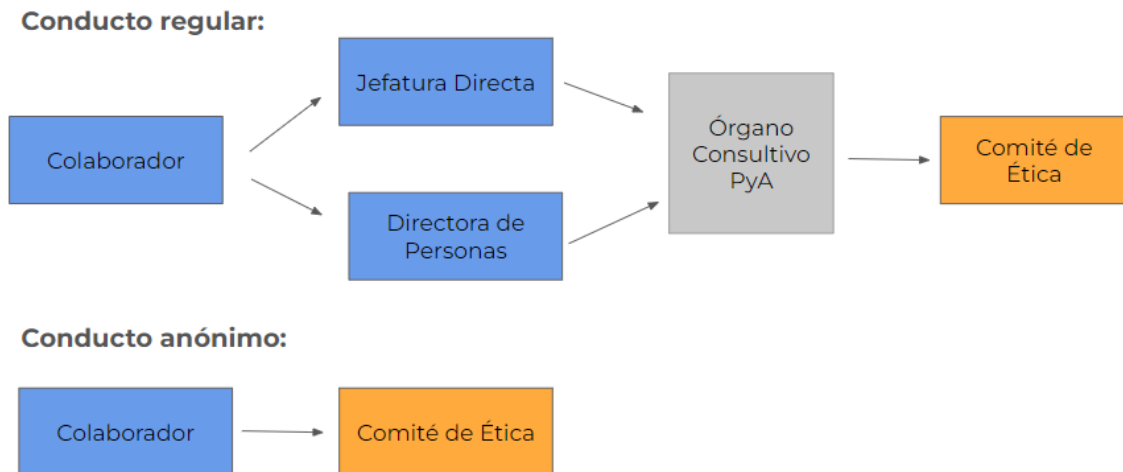 Conducto regular:
Jefatura Directa
Colaborador
Órgano
Consultivo
PyA
Comité de
Ética
Directora de
Personas
Conducto anónimo:
Colaborador
Comité de Ética